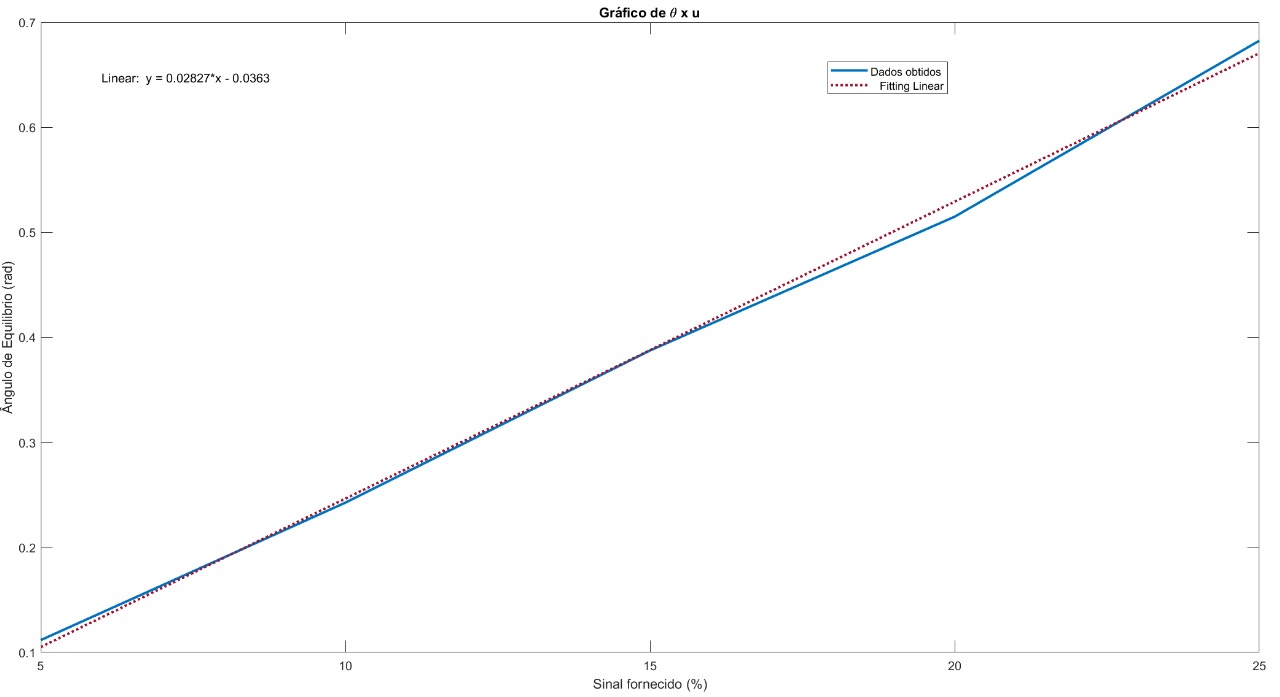 Gráfico de θ x u
Linear: y = 0.02827*x - 0.0363
Dados obtidos
Fitting Linear
0.7
0.6
0.5
0.4
0.3
0.2
0.1
Ângulo de Equilibrio (rad)
5 10 15 20 25
Sinal fornecido (%)